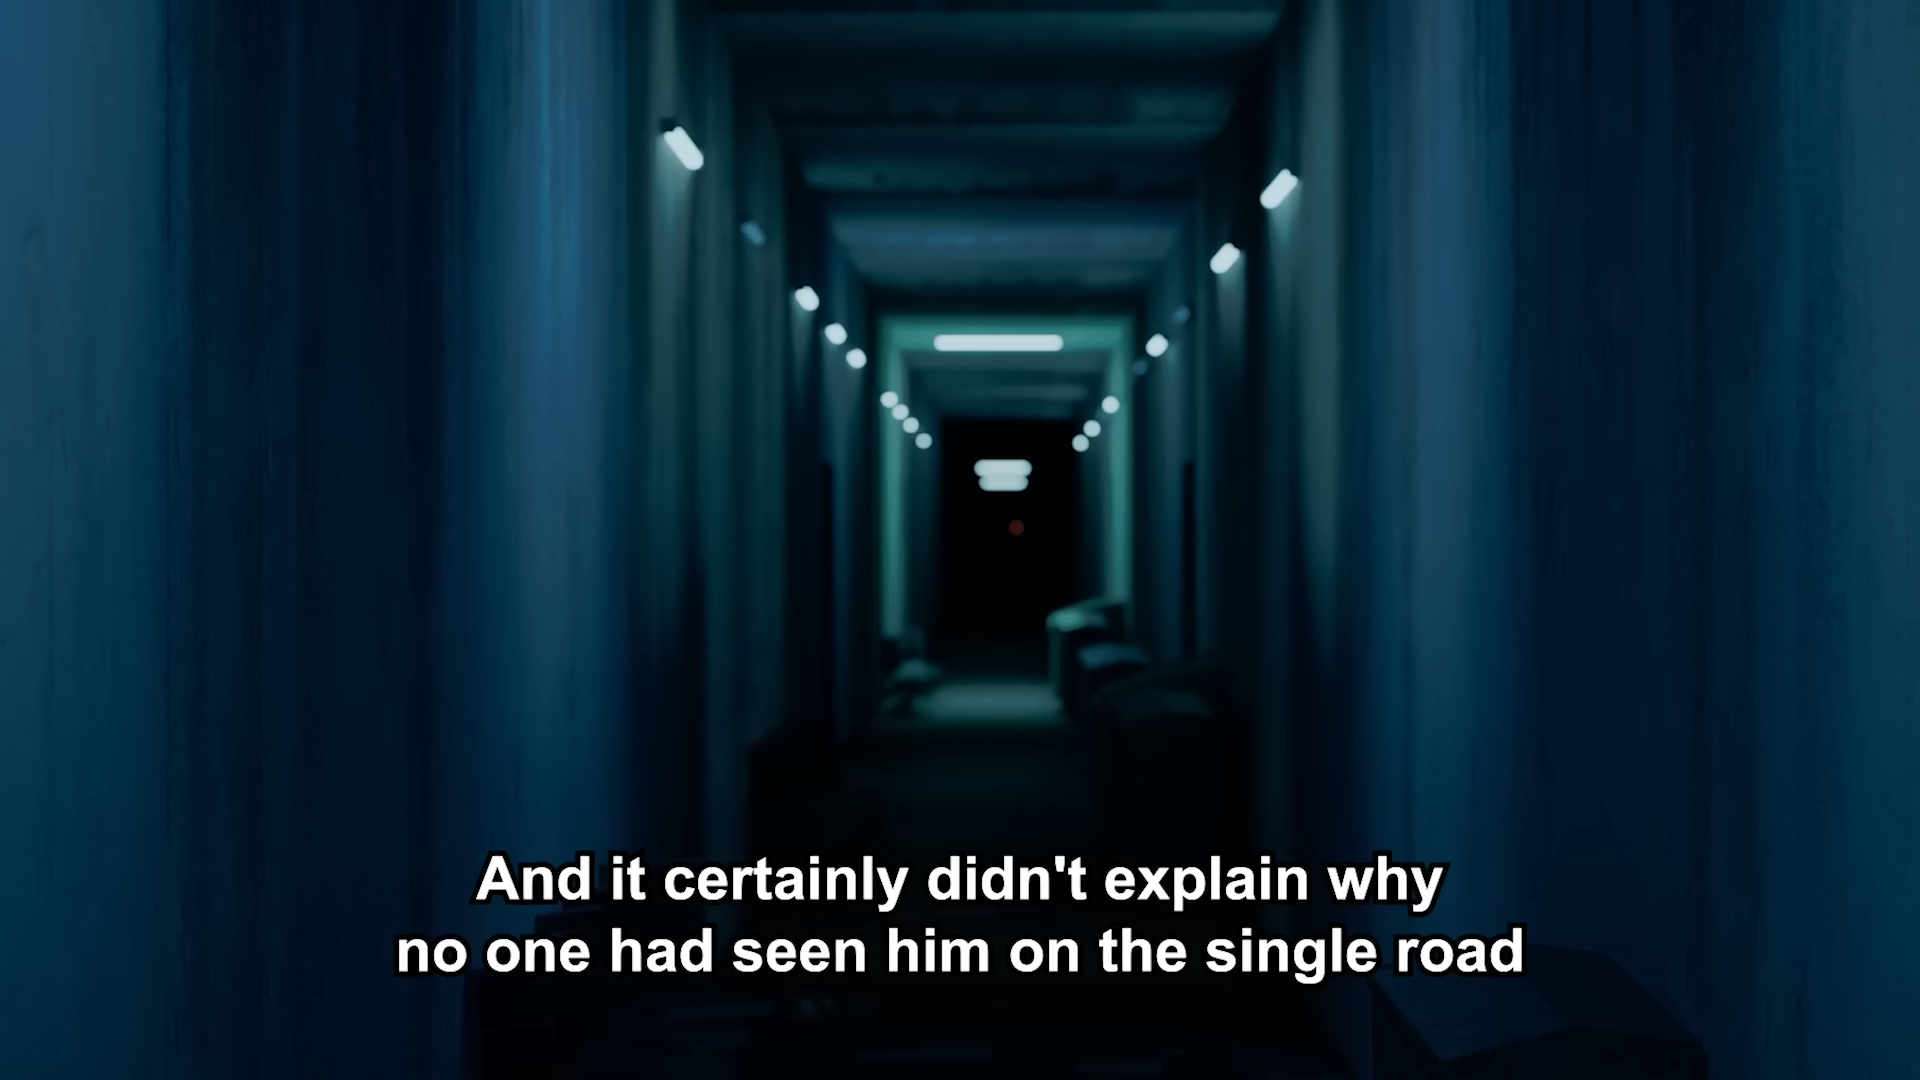 And it certainly didn't explain why
no one had seen him on the single road